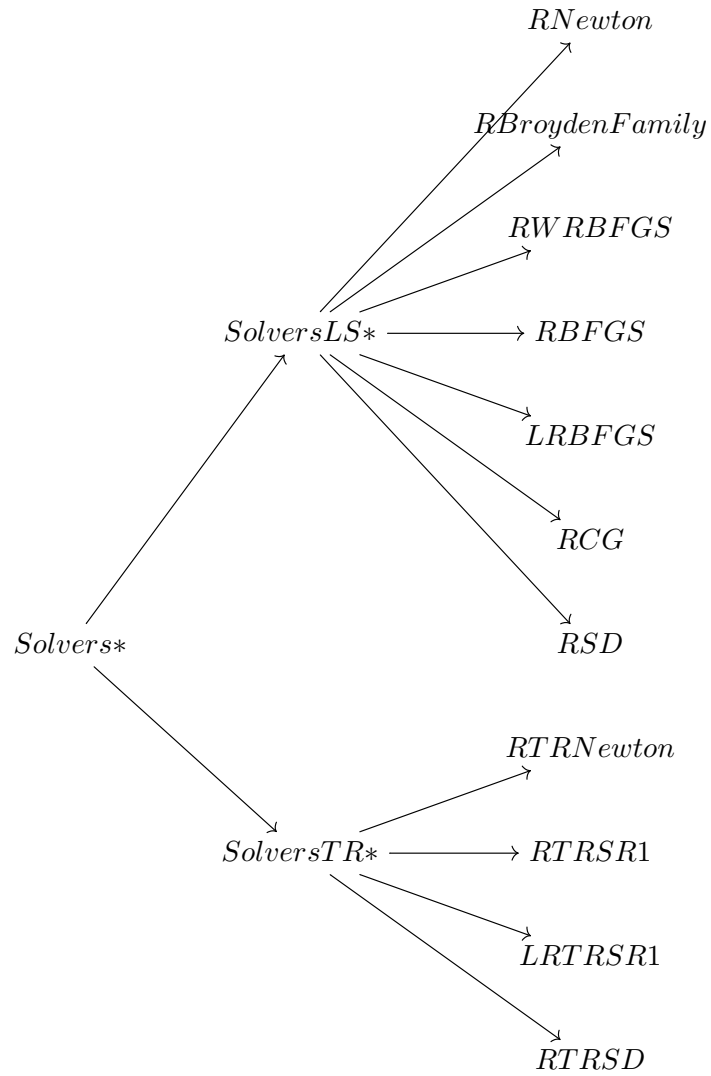 RNewton
RBroydenFamily
RWRBFGS
SolversLS*
RBFGS
LRBFGS
RCG
Solvers*
RSD
RTRNewton
SolversTR*
RTRSR1
LRTRSR1
RTRSD